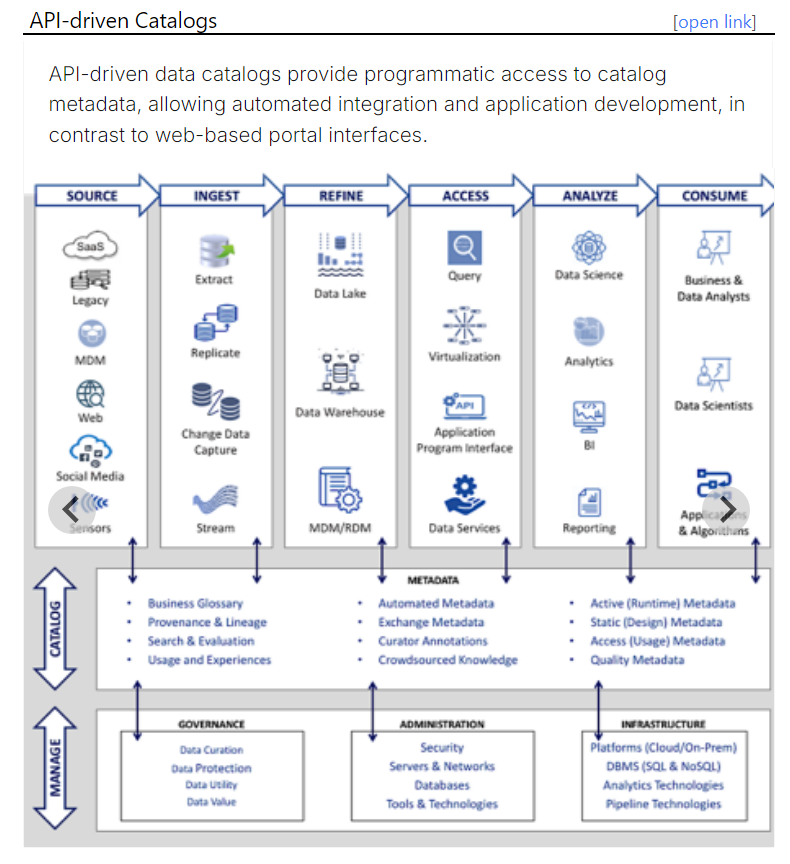 API-driven Catalogs
[open link]
API-driven data catalogs provide programmatic access to catalog
metadata, allowing automated integration and application development, in
contrast to web-based portal interfaces.
SOURCE
INGEST
REFINE
ACCESS
ANALYZE
CONSUME
SaaS
Legacy
MDM
Web
Social Media
Sensors
Extract
Replicate
Change Data
Capture
Stream
Data Lake
Data Warehouse
MDM/RDM
Query
Virtualization
API
Application
Program Interface
Data Services
Data Science
Analytics
BI
Reporting
Business &
Data Analysts
Data Scientists
Applications
& Algorithms
CATALOG
METADATA
• Business Glossary
• Provenance & Lineage
• Search & Evaluation
• Usage and Experiences
• Automated Metadata
• Exchange Metadata
• Curator Annotations
• Crowdsourced Knowledge
• Active (Runtime) Metadata
• Static (Design) Metadata
• Access (Usage) Metadata
• Quality Metadata
MANAGE
GOVERNANCE
Data Curation
Data Protection
Data Utility
Data Value
ADMINISTRATION
Security
Servers & Networks
Databases
Tools & Technologies
INFRASTRUCTURE
Platforms (Cloud/On-Prem)
DBMS (SQL & NoSQL)
Analytics Technologies
Pipeline Technologies